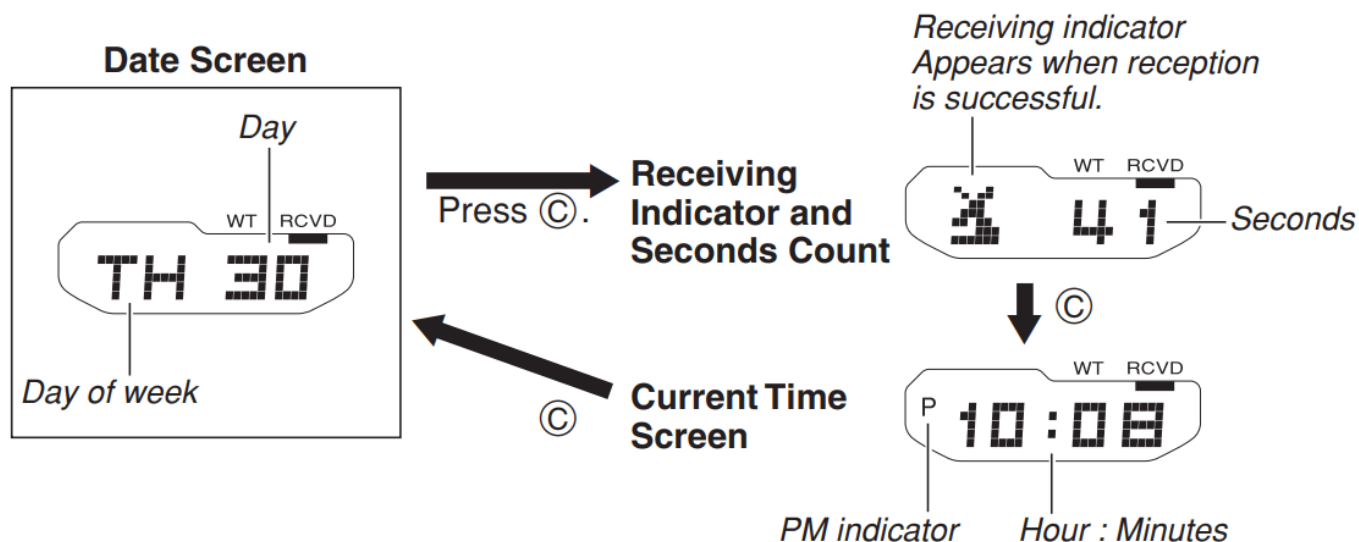 Date Screen
Day
WT RCVD
TH 30
Day of week
Press Ⓒ.
Receiving
Indicator and
Seconds Count
Receiving indicator
Appears when reception
is successful.
WT RCVD
41
Seconds
Ⓒ
Ⓒ
Current Time
Screen
WT RCVD
P 10:08
PM indicator
Hour : Minutes